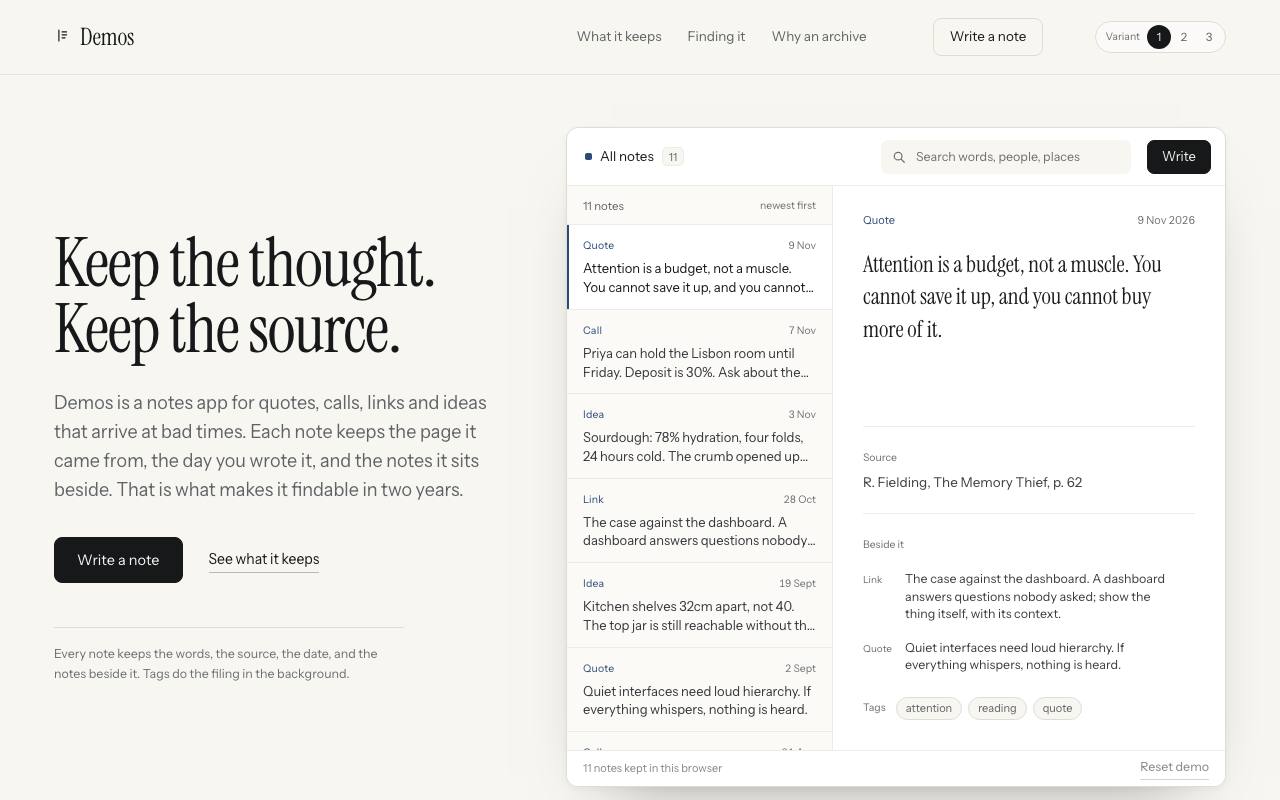 Demos
What it keeps
Finding it
Why an archive
Write a note
Variant
1
2
3
Keep the thought.
Keep the source.
Demos is a notes app for quotes, calls, links and ideas
that arrive at bad times. Each note keeps the page it
came from, the day you wrote it, and the notes it sits
beside. That is what makes it findable in two years.
Write a note
See what it keeps
Every note keeps the words, the source, the date, and the
notes beside it. Tags do the filing in the background.
All notes
11
Search words, people, places
Write
11 notes
newest first
Quote
9 Nov
Attention is a budget, not a muscle.
You cannot save it up, and you cannot...
Call
7 Nov
Priya can hold the Lisbon room until
Friday. Deposit is 30%. Ask about the...
Idea
3 Nov
Sourdough: 78% hydration, four folds,
24 hours cold. The crumb opened up...
Link
28 Oct
The case against the dashboard. A
dashboard answers questions nobody...
Idea
19 Sept
Kitchen shelves 32cm apart, not 40.
The top jar is still reachable without th...
Quote
2 Sept
Quiet interfaces need loud hierarchy. If
everything whispers, nothing is heard.
Quote
9 Nov 2026
Attention is a budget, not a muscle. You
cannot save it up, and you cannot buy
more of it.
Source
R. Fielding, The Memory Thief, p. 62
Beside it
Link
The case against the dashboard. A dashboard
answers questions nobody asked; show the
thing itself, with its context.
Quote
Quiet interfaces need loud hierarchy. If
everything whispers, nothing is heard.
Tags
attention
reading
quote
11 notes kept in this browser
Reset demo